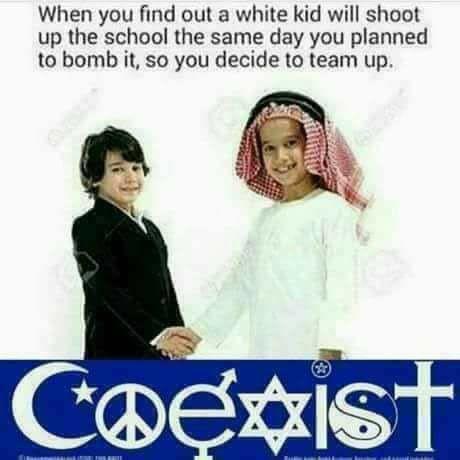 When you find out a white kid will shoot
up the school the same day you planned
to bomb it, so you decide to team up.
Coexist